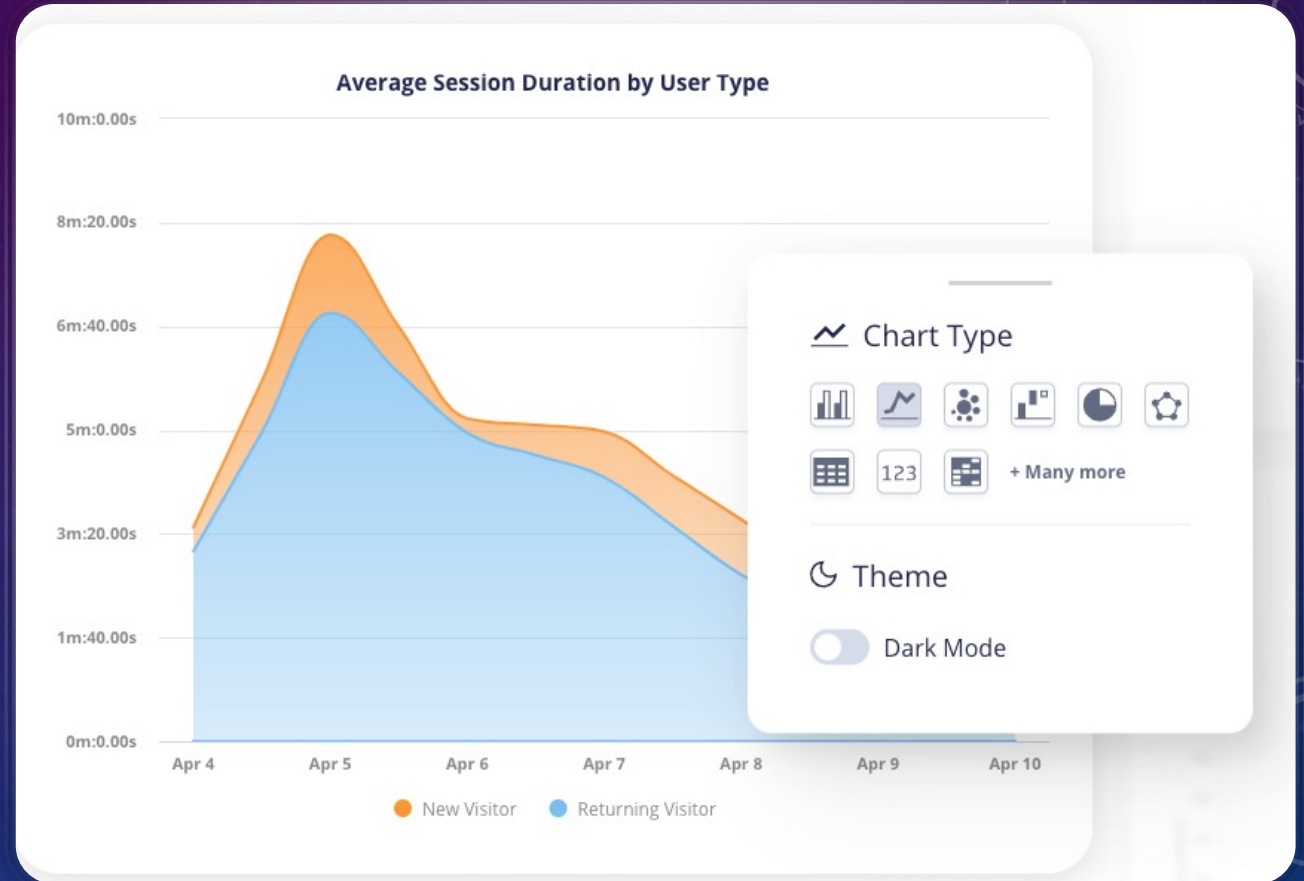 Average Session Duration by User Type
10m:0.00s
8m:20.00s
6m:40.00s
5m:0.00s
3m:20.00s
1m:40.00s
0m:0.00s
Apr 4 Apr 5 Apr 6 Apr 7 Apr 8 Apr 9 Apr 10
New Visitor Returning Visitor
Chart Type
123 + Many more
Theme
Dark Mode